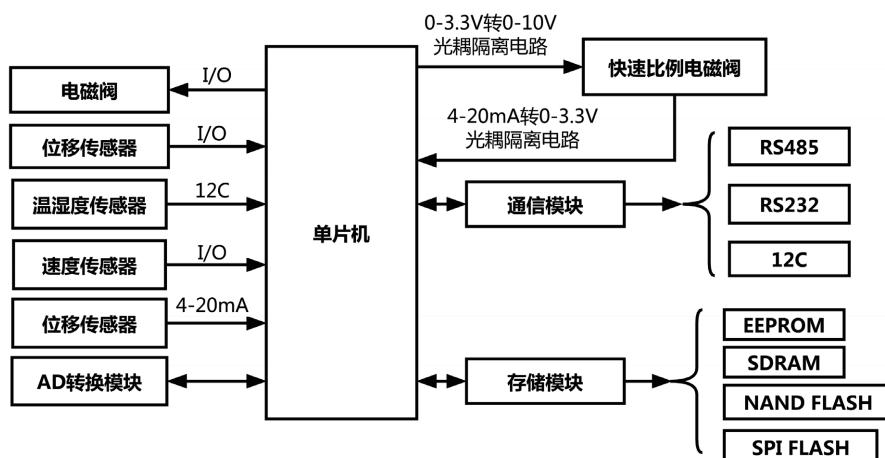 0-3.3V转0-10V
光耦隔离电路
快速比例电磁阀
电磁阀
I/O
4-20mA转0-3.3V
光耦隔离电路
位移传感器
I/O
RS485
温湿度传感器
12C
单片机
通信模块
RS232
速度传感器
I/O
12C
位移传感器
4-20mA
EEPROM
AD转换模块
存储模块
SDRAM
NAND FLASH
SPI FLASH